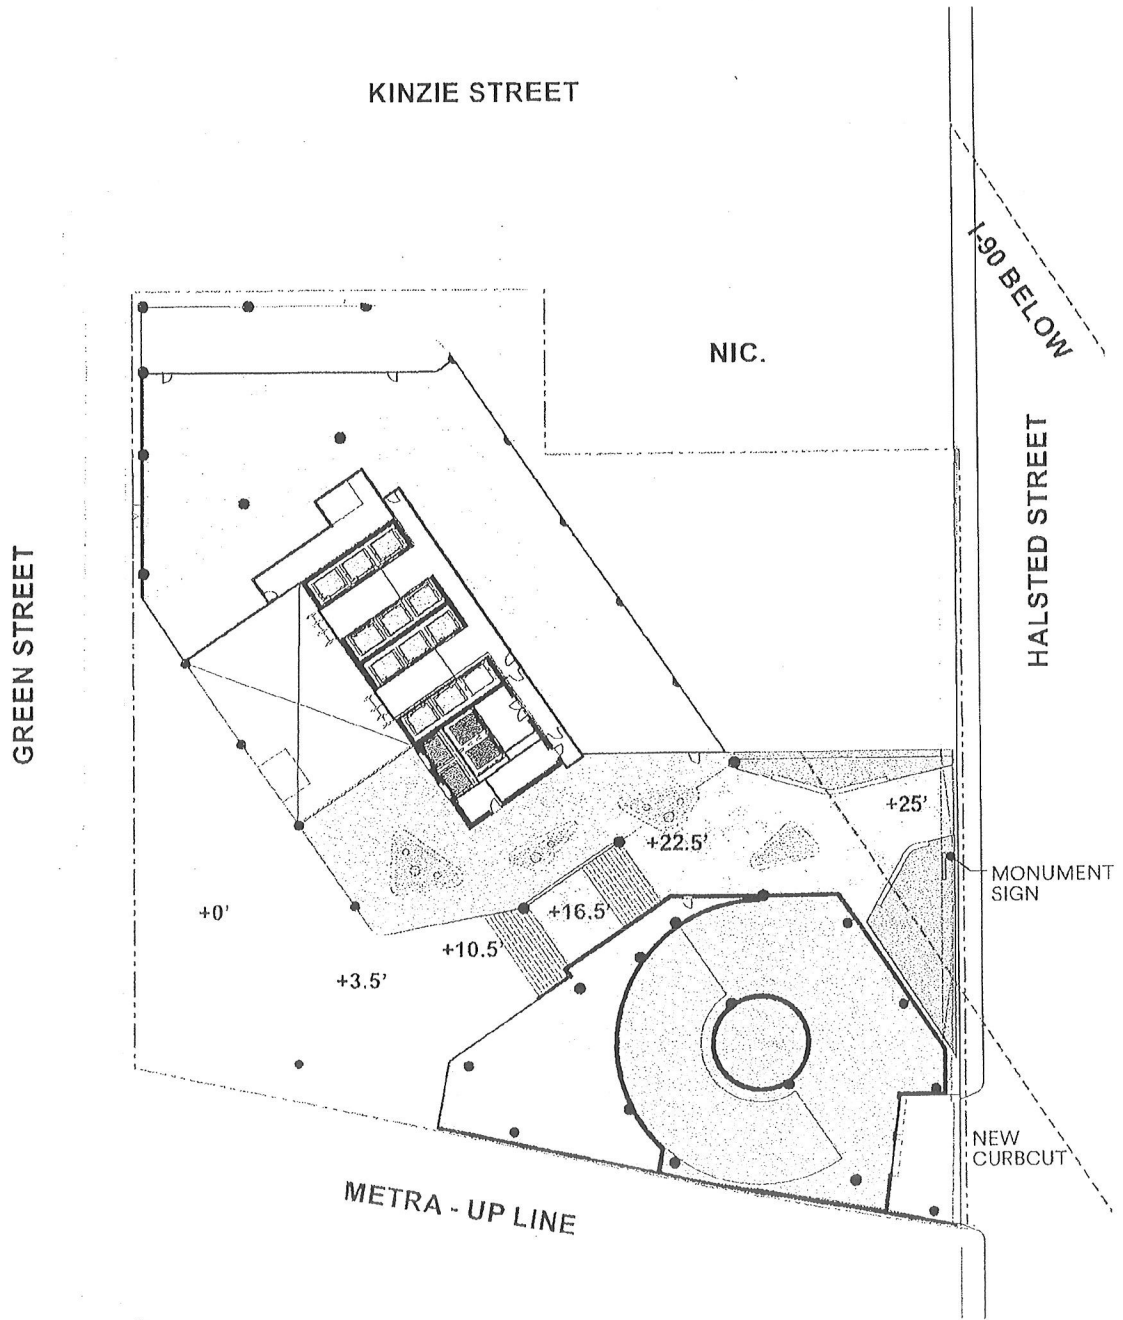 KINZIE STREET
I-90 BELOW
NIC.
HALSTED STREET
GREEN STREET
+25'
+22.5'
MONUMENT
SIGN
+0'
+16.5'
+10.5'
+3.5'
NEW
CURBCUT
METRA - UP LINE